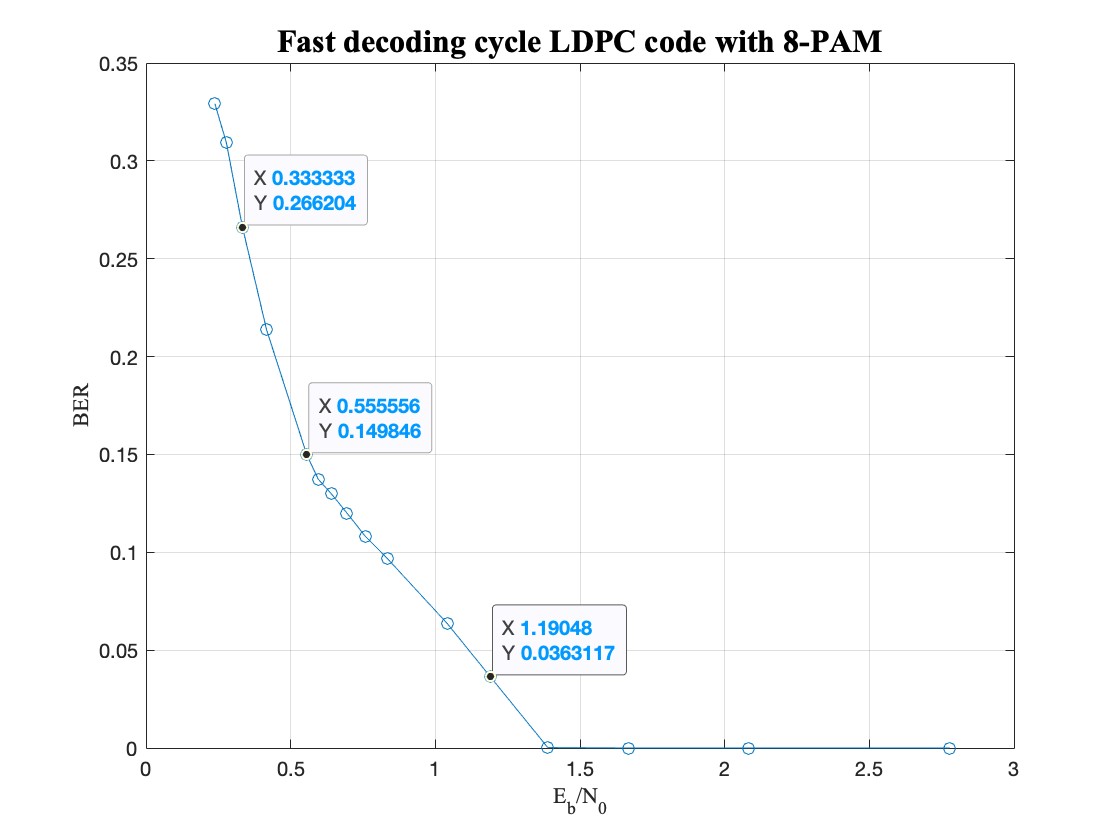 Fast decoding cycle LDPC code with 8-PAM
0.35
0.3
0.25
0.2
0.15
0.1
0.05
0
BER
X 0.333333
Y 0.266204
X 0.555556
Y 0.149846
X 1.19048
Y 0.0363117
0 0.5 1 1.5 2 2.5 3
E_b/N_0